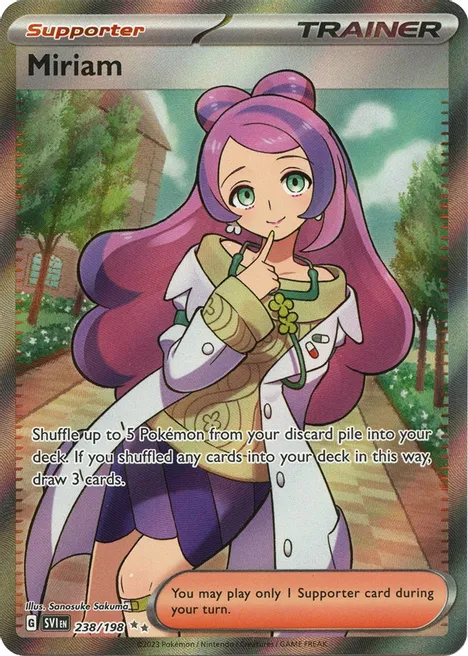 Supporter TRAINER
Miriam
Shuffle up to 5 Pokémon from your discard pile into your
deck. If you shuffled any cards into your deck in this way,
draw 3 cards.
You may play only 1 Supporter card during
your turn.
Illus. Sanosuke Sakuma
G SVI EN 238/198 ★★
©2023 Pokémon / Nintendo / Creatures / GAME FREAK